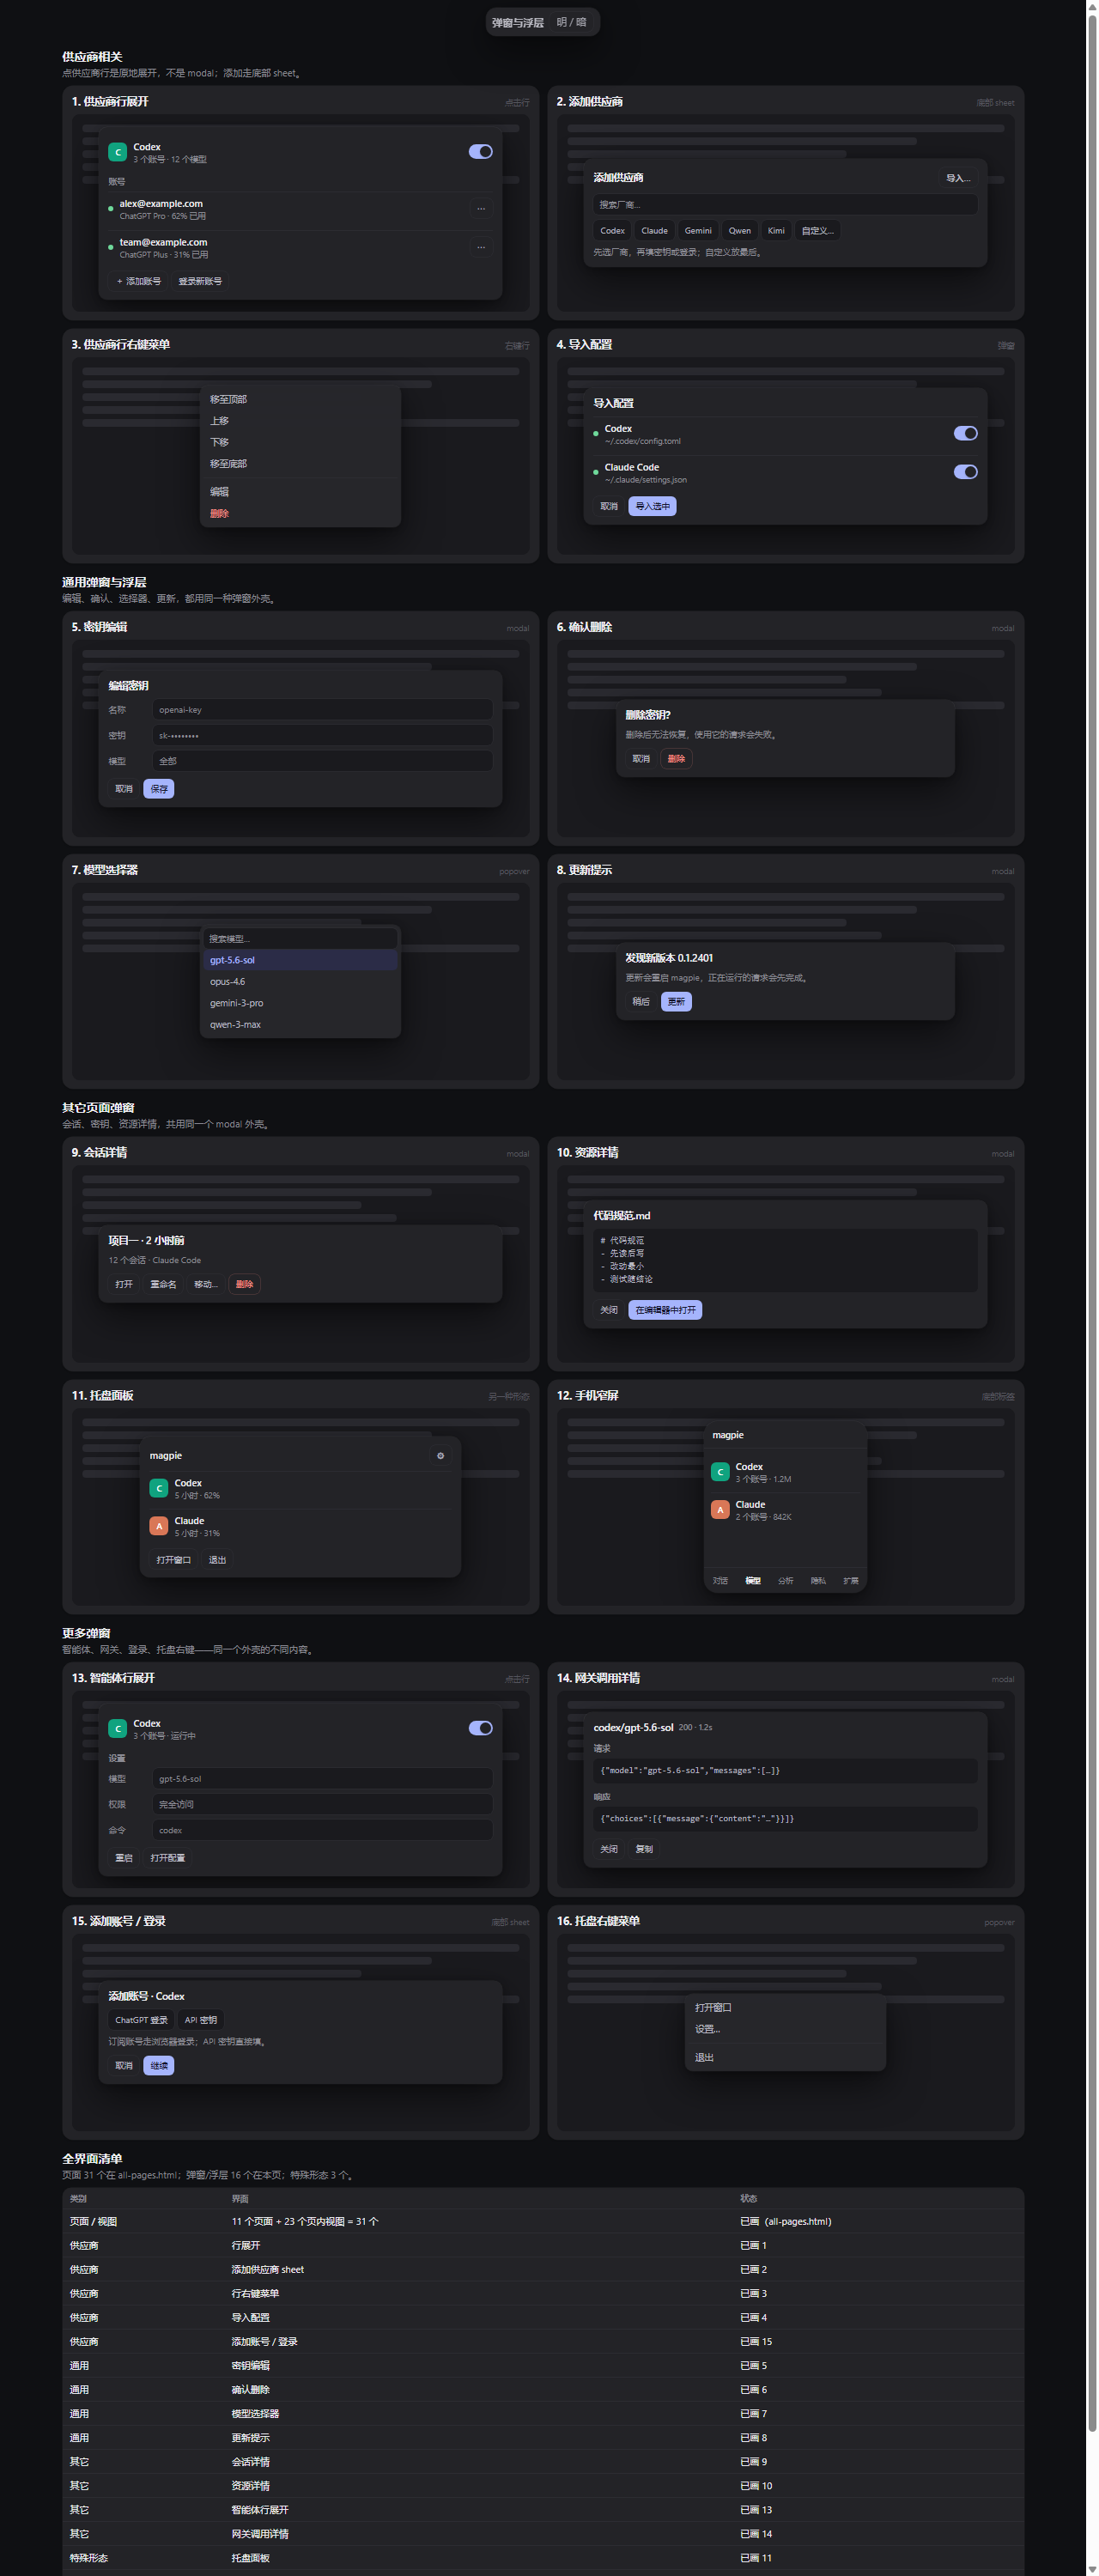 弹窗与浮层 明 / 暗
供应商相关
点供应商行是原地展开，不是 modal；添加走底部 sheet。
1. 供应商行展开 点击行
C Codex
3 个账号 · 12 个模型
账号
alex@example.com
ChatGPT Pro · 62% 已用
...
team@example.com
ChatGPT Plus · 31% 已用
...
+ 添加账号 登录新账号
2. 添加供应商 底部 sheet
添加供应商 导入...
搜索厂商...
Codex Claude Gemini Qwen Kimi 自定义...
先选厂商，再填密钥或登录；自定义放最后。
3. 供应商行右键菜单 右键行
移至顶部
上移
下移
移至底部
编辑
删除
4. 导入配置 弹窗
导入配置
Codex
~/.codex/config.toml
Claude Code
~/.claude/settings.json
取消 导入选中
通用弹窗与浮层
编辑、确认、选择器、更新，都用同一种弹窗外壳。
5. 密钥编辑 modal
编辑密钥
名称 openai-key
密钥 sk-••••••••
模型 全部
取消 保存
6. 确认删除 modal
删除密钥?
删除后无法恢复，使用它的请求会失败。
取消 删除
7. 模型选择器 popover
搜索模型...
gpt-5.6-sol
opus-4.6
gemini-3-pro
qwen-3-max
8. 更新提示 modal
发现新版本 0.1.2401
更新会重启 magpie，正在运行的请求会先完成。
稍后 更新
其它页面弹窗
会话、密钥、资源详情，共用同一个 modal 外壳。
9. 会话详情 modal
项目一 · 2 小时前
12 个会话 · Claude Code
打开 重命名 移动... 删除
10. 资源详情 modal
代码规范.md
# 代码规范
- 先读后写
- 改动最小
- 测试随结论
关闭 在编辑器中打开
11. 托盘面板 另一种形态
magpie ⚙
C Codex
5 小时 · 62%
A Claude
5 小时 · 31%
打开窗口 退出
12. 手机窄屏 底部标签
magpie
C Codex
3 个账号 · 1.2M
A Claude
2 个账号 · 842K
对话 模型 分析 隐私 扩展
更多弹窗
智能体、网关、登录、托盘右键——同一个外壳的不同内容。
13. 智能体行展开 点击行
C Codex
3 个账号 · 运行中
设置
模型 gpt-5.6-sol
权限 完全访问
命令 codex
重启 打开配置
14. 网关调用详情 modal
codex/gpt-5.6-sol 200 · 1.2s
请求
{"model":"gpt-5.6-sol","messages":[…]}
响应
{"choices":[{"message":{"content":"…"}}]}
关闭 复制
15. 添加账号 / 登录 底部 sheet
添加账号 · Codex
ChatGPT 登录 API 密钥
订阅账号走浏览器登录；API 密钥直接填。
取消 继续
16. 托盘右键菜单 popover
打开窗口
设置...
退出
全界面清单
页面 31 个在 all-pages.html；弹窗/浮层 16 个在本页；特殊形态 3 个。
类别 界面 状态
页面 / 视图 11 个页面 + 23 个页内视图 = 31 个 已画（all-pages.html）
供应商 行展开 已画 1
供应商 添加供应商 sheet 已画 2
供应商 行右键菜单 已画 3
供应商 导入配置 已画 4
供应商 添加账号 / 登录 已画 15
通用 密钥编辑 已画 5
通用 确认删除 已画 6
通用 模型选择器 已画 7
通用 更新提示 已画 8
其它 会话详情 已画 9
其它 资源详情 已画 10
其它 智能体行展开 已画 13
其它 网关调用详情 已画 14
特殊形态 托盘面板 已画 11